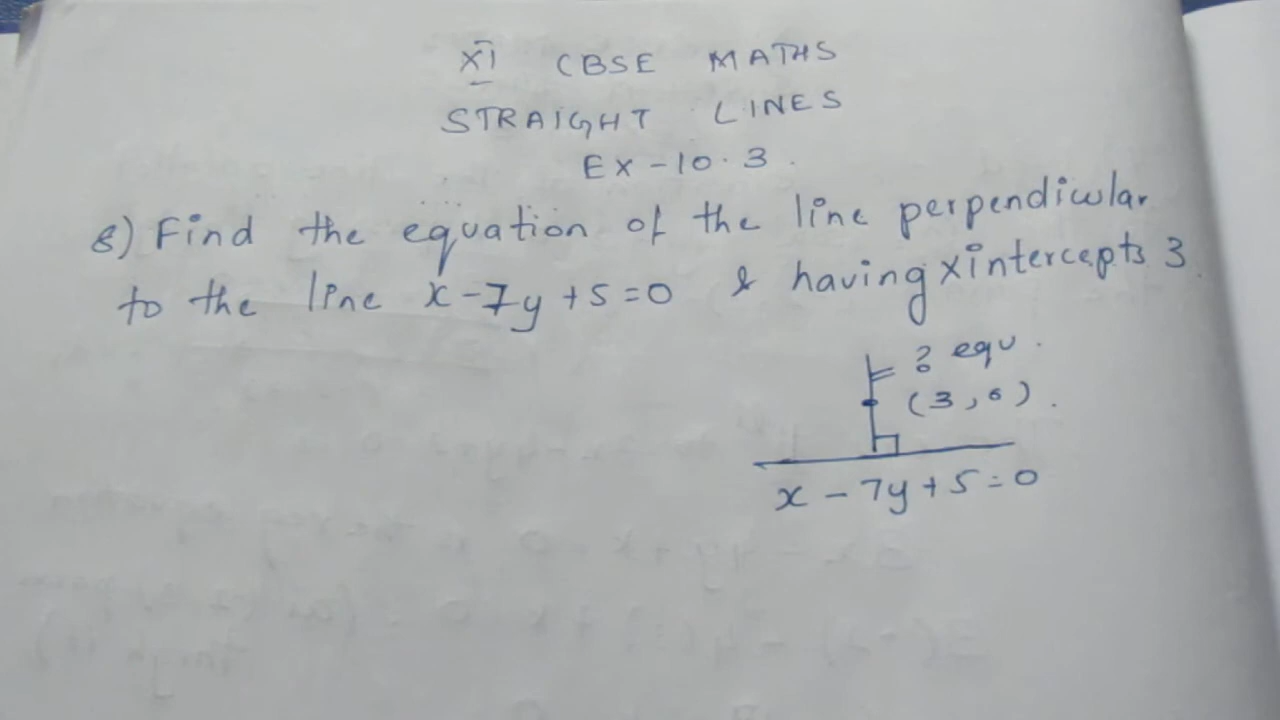 XI CBSE MATHS
STRAIGHT LINES
EX-10.3.
8) Find the equation of the line perpendicular
to the line x-7y+5=0 & having x intercepts 3.
? equ.
(3,0).
x-7y+5=0